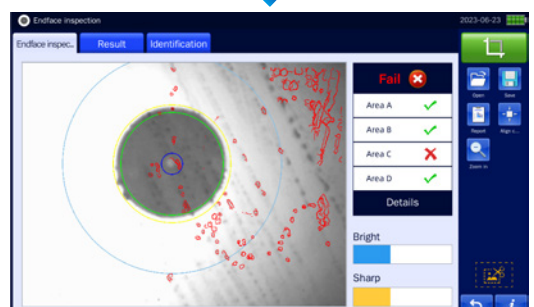 Endface inspection
2023-06-23
Endface inspec...
Result
Identification
Fail
Area A
Area B
Area C
Area D
Details
Bright
Sharp
Open
Save
Report
Align s...
Zoom in